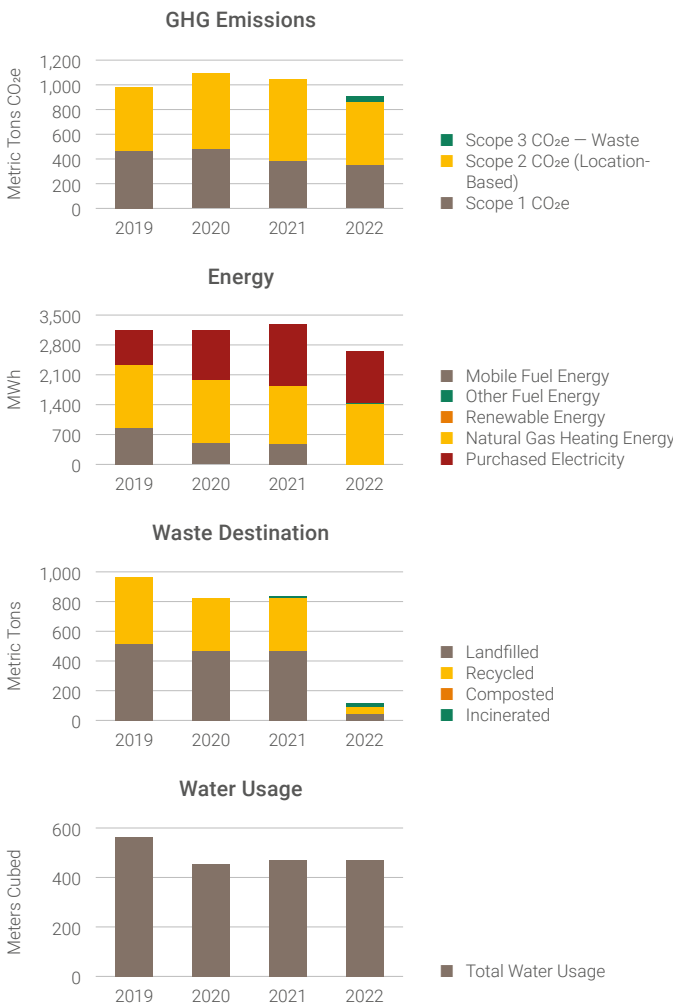 GHG Emissions
Metric Tons CO₂e
1,200
1,000
800
600
400
200
0
2019 2020 2021 2022
Scope 3 CO₂e — Waste
Scope 2 CO₂e (Location-
Based)
Scope 1 CO₂e
Energy
MWh
3,500
2,800
2,100
1,400
700
0
2019 2020 2021 2022
Mobile Fuel Energy
Other Fuel Energy
Renewable Energy
Natural Gas Heating Energy
Purchased Electricity
Waste Destination
Metric Tons
1,000
800
600
400
200
0
2019 2020 2021 2022
Landfilled
Recycled
Composted
Incinerated
Water Usage
Meters Cubed
600
400
200
0
2019 2020 2021 2022
Total Water Usage